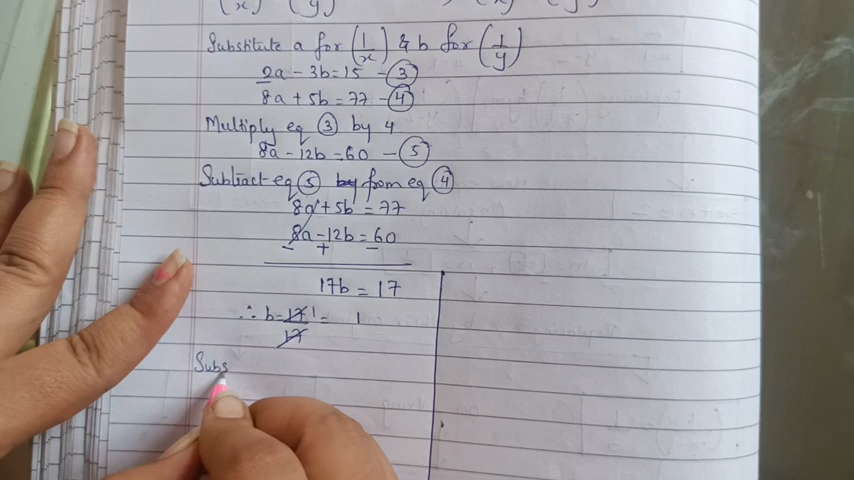 (x) (y) (x) (y)
Substitute a for (1/x) & b for (1/y)
2a - 3b = 15 - (3)
8a + 5b = 77 - (4)
Multiply eq (3) by 4
8a - 12b = 60 - (5)
Subtract eq (5) from eq (4)
8a + 5b = 77
8a - 12b = 60
- + -
17b = 17
∴ b = 17/17 1 = 1
Subs